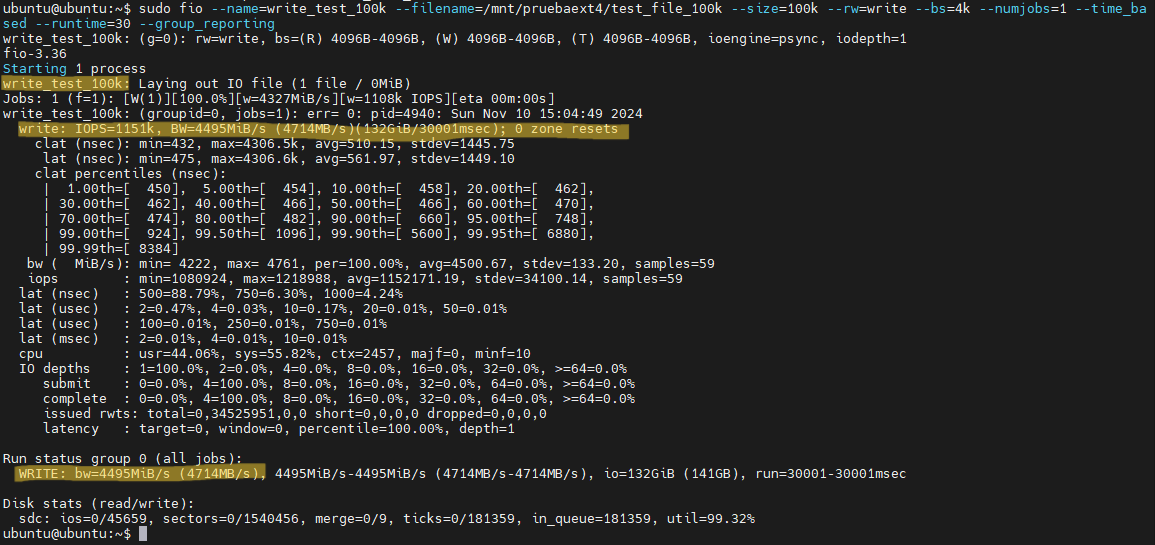 ubuntu@ubuntu:~$ sudo fio --name=write_test_100k --filename=/mnt/pruebaext4/test_file_100k --size=100k --rw=write --bs=4k --numjobs=1 --time_ba
sed --runtime=30 --group_reporting
write_test_100k: (g=0): rw=write, bs=(R) 4096B-4096B, (W) 4096B-4096B, (T) 4096B-4096B, ioengine=psync, iodepth=1
fio-3.36
Starting 1 process
write_test_100k: Laying out IO file (1 file / 0MiB)
Jobs: 1 (f=1): [W(1)][100.0%][w=4327MiB/s][w=1108k IOPS][eta 00m:00s]
write_test_100k: (groupid=0, jobs=1): err= 0: pid=4940: Sun Nov 10 15:04:49 2024
  write: IOPS=1151k, BW=4495MiB/s (4714MB/s)(132GiB/30001msec); 0 zone resets
    clat (nsec): min=432, max=4306.5k, avg=510.15, stdev=1445.75
     lat (nsec): min=475, max=4306.6k, avg=561.97, stdev=1449.10
    clat percentiles (nsec):
     |  1.00th=[  450],  5.00th=[  454], 10.00th=[  458], 20.00th=[  462],
     | 30.00th=[  462], 40.00th=[  466], 50.00th=[  466], 60.00th=[  470],
     | 70.00th=[  474], 80.00th=[  482], 90.00th=[  660], 95.00th=[  748],
     | 99.00th=[  924], 99.50th=[ 1096], 99.90th=[ 5600], 99.95th=[ 6880],
     | 99.99th=[ 8384]
   bw (  MiB/s): min= 4222, max= 4761, per=100.00%, avg=4500.67, stdev=133.20, samples=59
   iops        : min=1080924, max=1218988, avg=1152171.19, stdev=34100.14, samples=59
  lat (nsec)   : 500=88.79%, 750=6.30%, 1000=4.24%
  lat (usec)   : 2=0.47%, 4=0.03%, 10=0.17%, 20=0.01%, 50=0.01%
  lat (usec)   : 100=0.01%, 250=0.01%, 750=0.01%
  lat (msec)   : 2=0.01%, 4=0.01%, 10=0.01%
  cpu          : usr=44.06%, sys=55.82%, ctx=2457, majf=0, minf=10
  IO depths    : 1=100.0%, 2=0.0%, 4=0.0%, 8=0.0%, 16=0.0%, 32=0.0%, >=64=0.0%
     submit    : 0=0.0%, 4=100.0%, 8=0.0%, 16=0.0%, 32=0.0%, 64=0.0%, >=64=0.0%
     complete  : 0=0.0%, 4=100.0%, 8=0.0%, 16=0.0%, 32=0.0%, 64=0.0%, >=64=0.0%
     issued rwts: total=0,34525951,0,0 short=0,0,0,0 dropped=0,0,0,0
     latency   : target=0, window=0, percentile=100.00%, depth=1
Run status group 0 (all jobs):
  WRITE: bw=4495MiB/s (4714MB/s), 4495MiB/s-4495MiB/s (4714MB/s-4714MB/s), io=132GiB (141GB), run=30001-30001msec
Disk stats (read/write):
  sdc: ios=0/45659, sectors=0/1540456, merge=0/9, ticks=0/181359, in_queue=181359, util=99.32%
ubuntu@ubuntu:~$